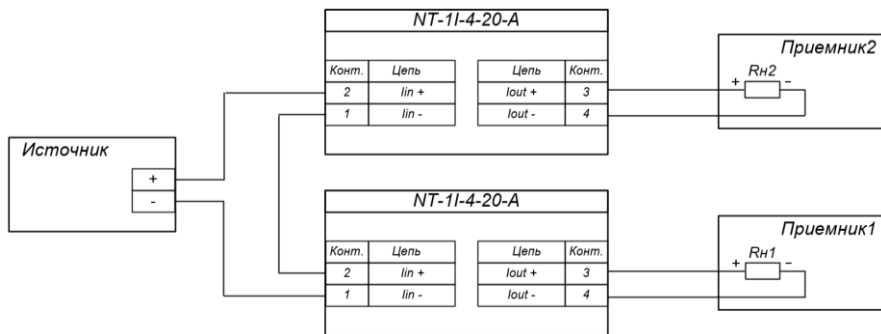 NT-1I-4-20-A
Конт. Цепь Цепь Конт.
2 Iin + Iout + 3
1 Iin - Iout - 4
Приемник2
+ Rн2 -
Источник
+
-
NT-1I-4-20-A
Конт. Цепь Цепь Конт.
2 Iin + Iout + 3
1 Iin - Iout - 4
Приемник1
+ Rн1 -